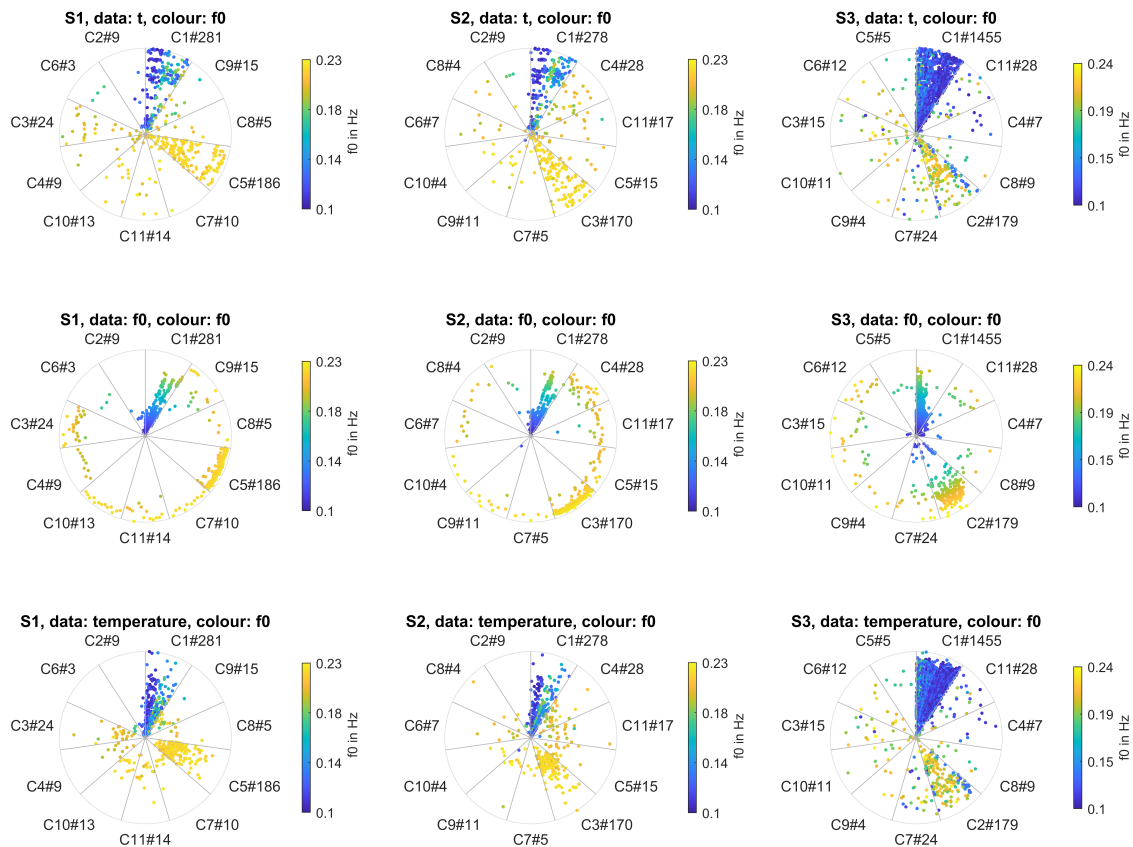 S1, data: t, colour: f0
C2#9 C1#281
C6#3 C9#15
C3#24 C8#5
C4#9 C5#186
C10#13 C7#10
C11#14
0.23
0.18
0.14
0.1
f0 in Hz
S2, data: t, colour: f0
C2#9 C1#278
C8#4 C4#28
C6#7 C11#17
C10#4 C5#15
C9#11 C3#170
C7#5
0.23
0.18
0.14
0.1
f0 in Hz
S3, data: t, colour: f0
C5#5 C1#1455
C6#12 C11#28
C3#15 C4#7
C10#11 C8#9
C9#4 C2#179
C7#24
0.24
0.19
0.15
0.1
f0 in Hz
S1, data: f0, colour: f0
C2#9 C1#281
C6#3 C9#15
C3#24 C8#5
C4#9 C5#186
C10#13 C7#10
C11#14
0.23
0.18
0.14
0.1
f0 in Hz
S2, data: f0, colour: f0
C2#9 C1#278
C8#4 C4#28
C6#7 C11#17
C10#4 C5#15
C9#11 C3#170
C7#5
0.23
0.18
0.14
0.1
f0 in Hz
S3, data: f0, colour: f0
C5#5 C1#1455
C6#12 C11#28
C3#15 C4#7
C10#11 C8#9
C9#4 C2#179
C7#24
0.24
0.19
0.15
0.1
f0 in Hz
S1, data: temperature, colour: f0
C2#9 C1#281
C6#3 C9#15
C3#24 C8#5
C4#9 C5#186
C10#13 C7#10
C11#14
0.23
0.18
0.14
0.1
f0 in Hz
S2, data: temperature, colour: f0
C2#9 C1#278
C8#4 C4#28
C6#7 C11#17
C10#4 C5#15
C9#11 C3#170
C7#5
0.23
0.18
0.14
0.1
f0 in Hz
S3, data: temperature, colour: f0
C5#5 C1#1455
C6#12 C11#28
C3#15 C4#7
C10#11 C8#9
C9#4 C2#179
C7#24
0.24
0.19
0.15
0.1
f0 in Hz